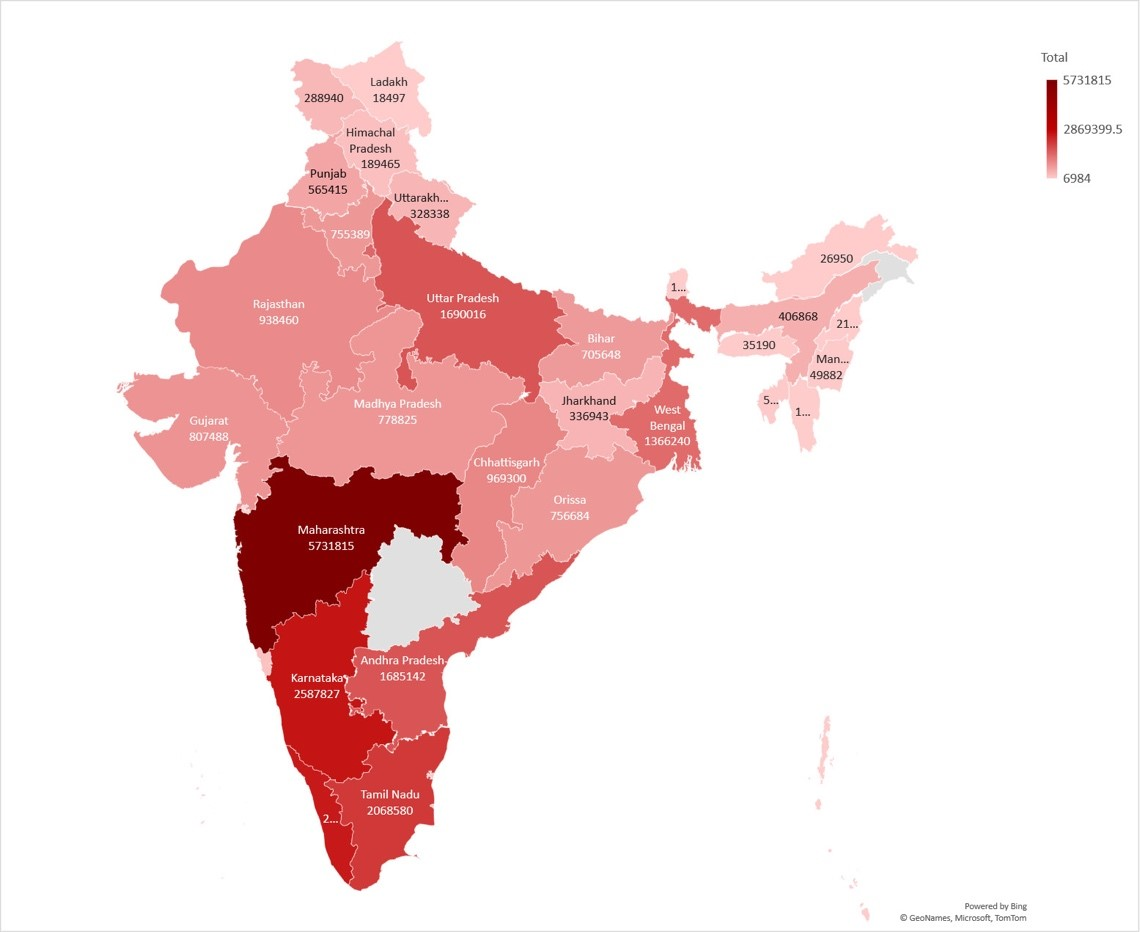 Total
5731815
2869399.5
6984
Ladakh
18497
288940
Himachal
Pradesh
189465
Punjab
565415
Uttarakh...
328338
755389
Rajasthan
938460
Uttar Pradesh
1690016
Bihar
705648
1...
26950
406868
35190
21...
Man...
49882
5...
1...
Gujarat
807488
Madhya Pradesh
778825
Jharkhand
336943
West
Bengal
1366240
Chhattisgarh
969300
Orissa
756684
Maharashtra
5731815
Andhra Pradesh
1685142
Karnataka
2587827
Tamil Nadu
2068580
2...
Powered by Bing
© GeoNames, Microsoft, TomTom